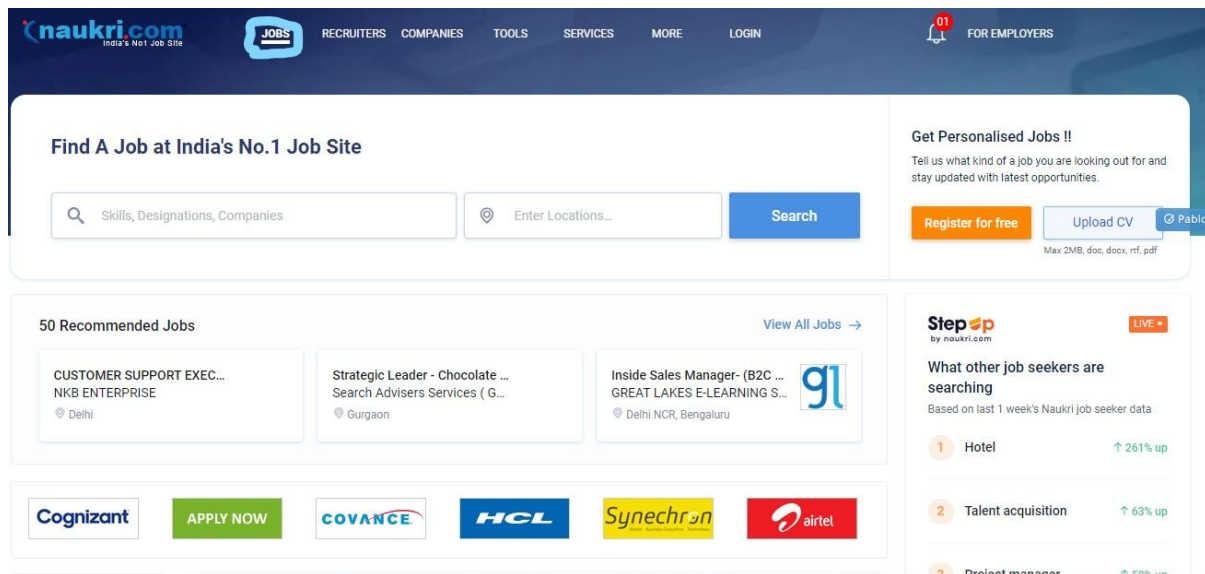 naukri.com
India's No1 Job Site
JOBS
RECRUITERS
COMPANIES
TOOLS
SERVICES
MORE
LOGIN
01
FOR EMPLOYERS
Find A Job at India's No.1 Job Site
Skills, Designations, Companies
Enter Locations...
Search
Get Personalised Jobs !!
Tell us what kind of a job you are looking out for and
stay updated with latest opportunities.
Register for free
Upload CV
Pablo
Max 2MB, doc, docx, rtf, pdf
50 Recommended Jobs
View All Jobs →
CUSTOMER SUPPORT EXEC...
NKB ENTERPRISE
Delhi
Strategic Leader - Chocolate ...
Search Advisers Services ( G...
Gurgaon
Inside Sales Manager- (B2C ...
GREAT LAKES E-LEARNING S...
Delhi NCR, Bengaluru
gl
Cognizant
APPLY NOW
COVANCE
HCL
Synechron
airtel
StepUp
by naukri.com
LIVE
What other job seekers are
searching
Based on last 1 week's Naukri job seeker data
1 Hotel ↑ 261% up
2 Talent acquisition ↑ 63% up
3 Project manager